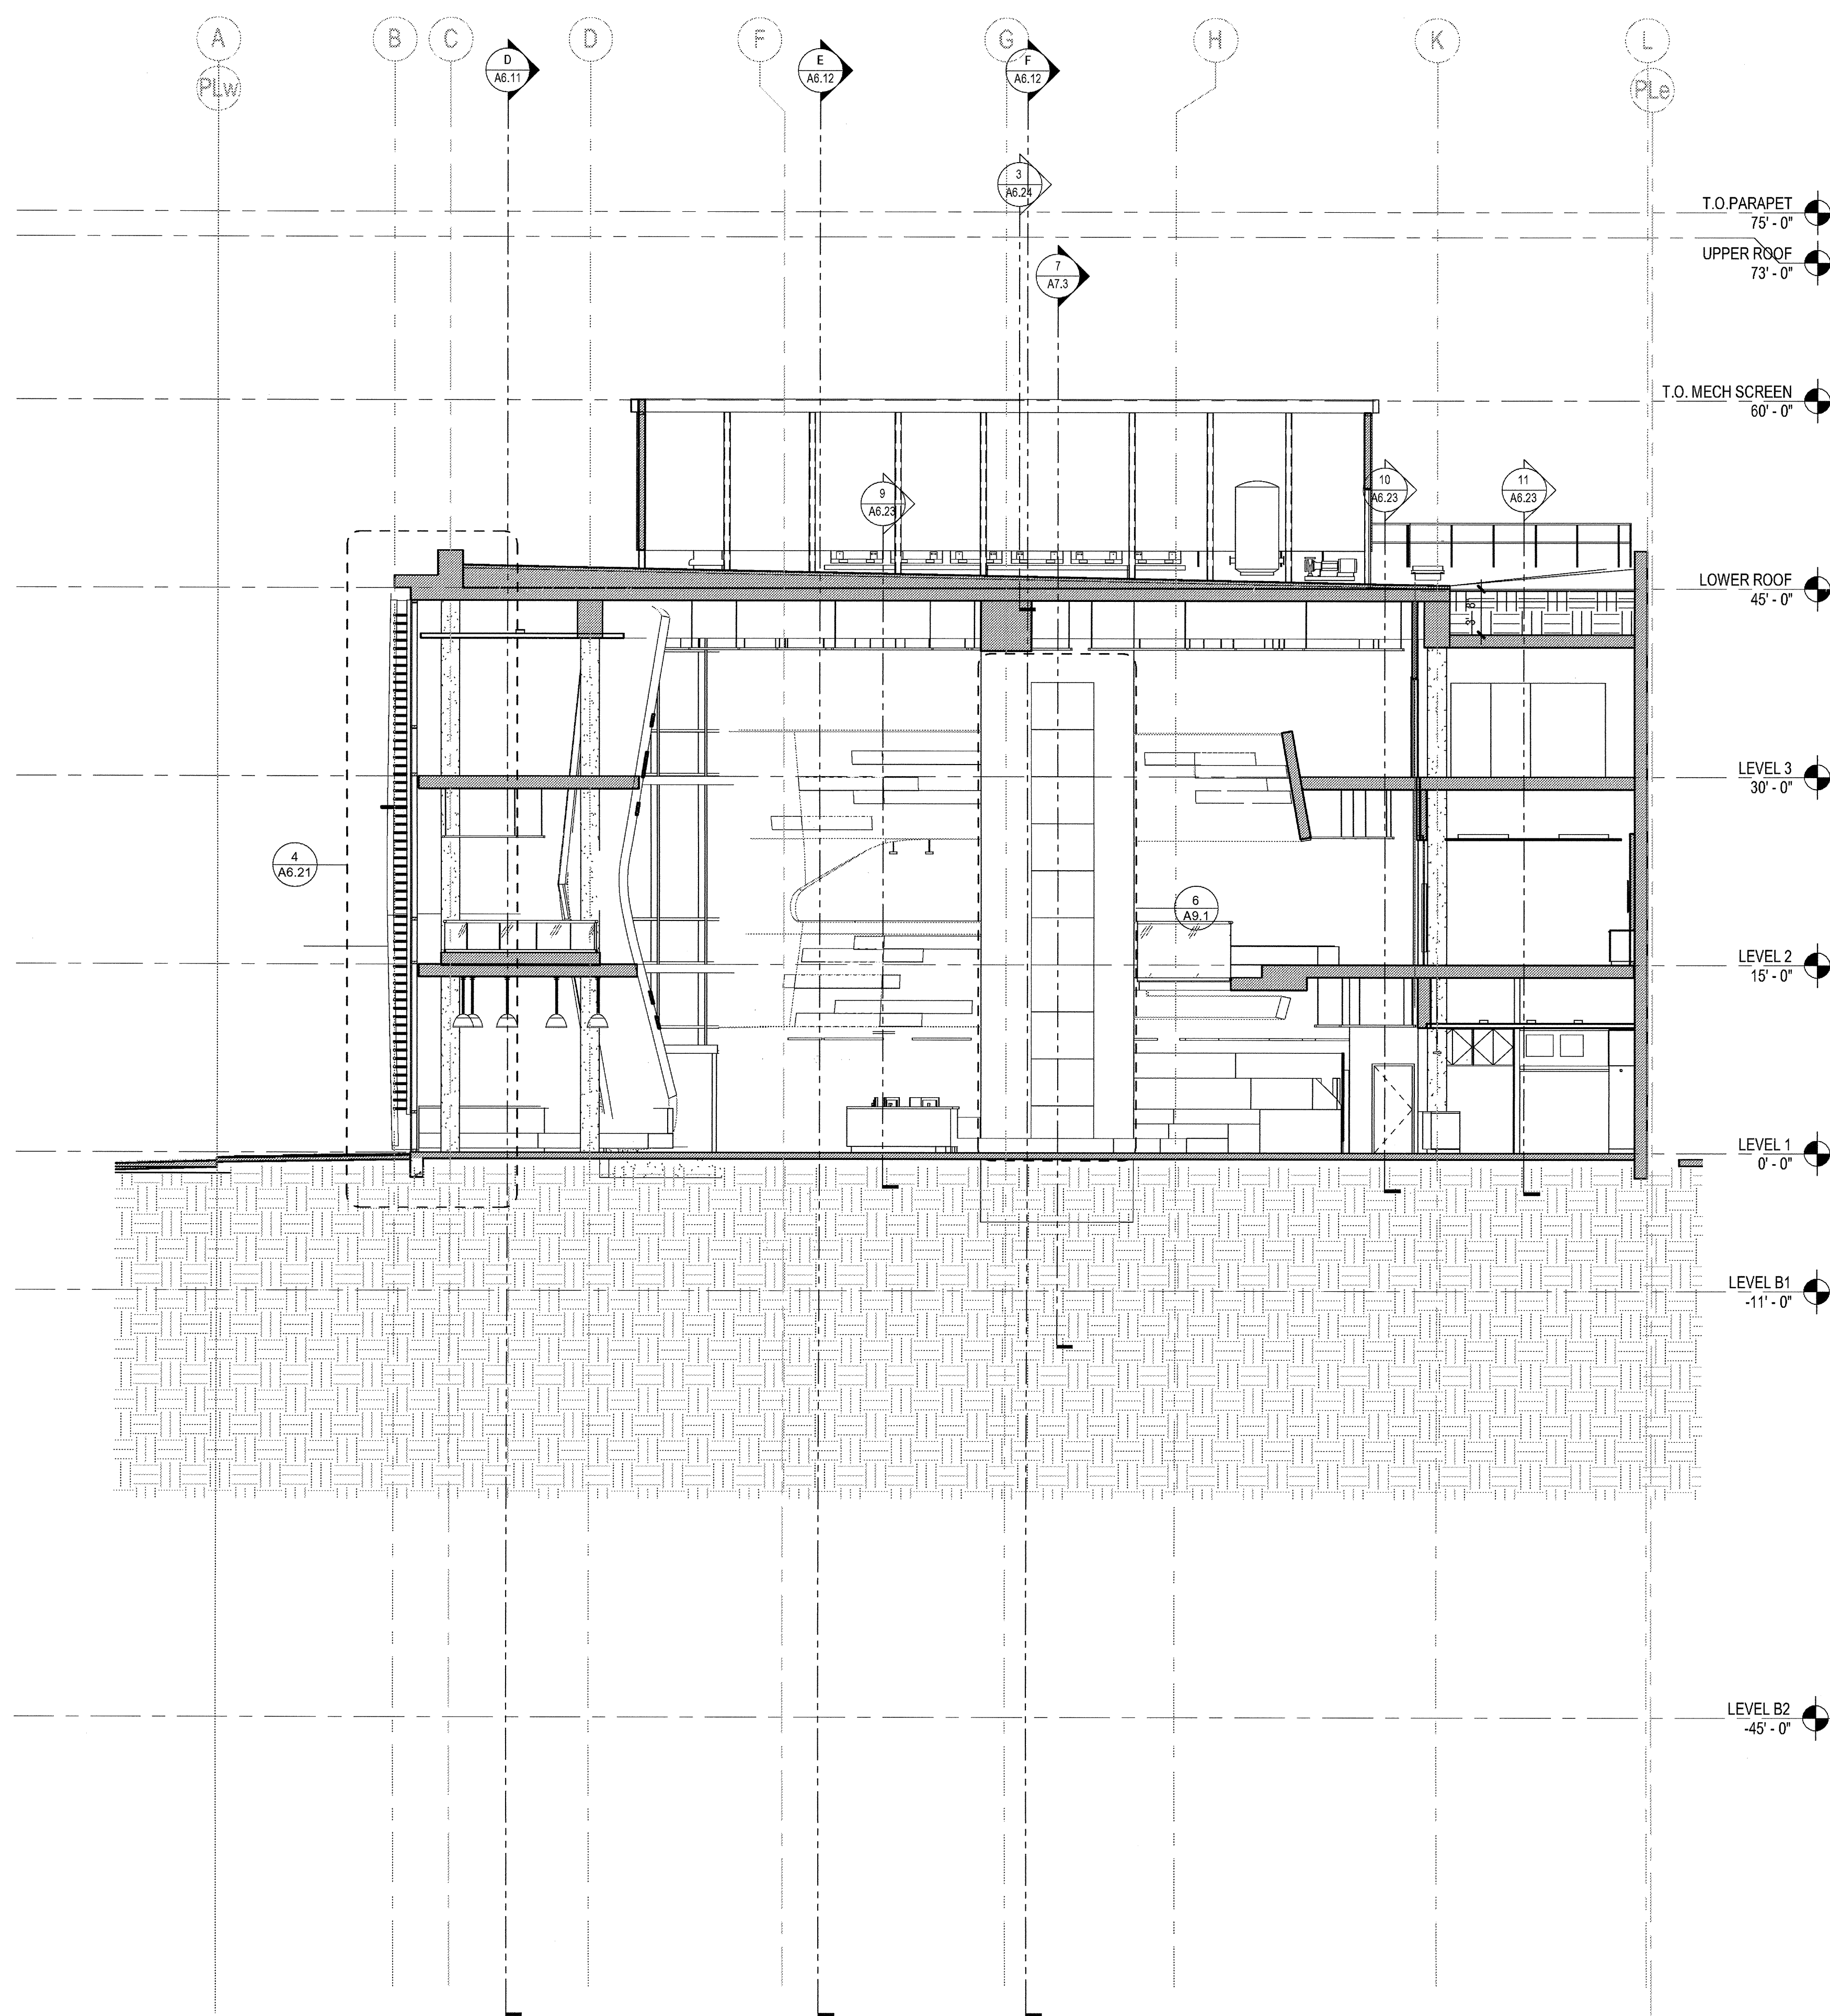 A
B
C
D
F
G
H
K
L
PLw
PLe
D
A6.11
E
A6.12
F
A6.12
3
A6.24
7
A7.3
T.O.PARAPET
75' - 0"
UPPER ROOF
73' - 0"
T.O. MECH SCREEN
60' - 0"
9
A6.23
10
A6.23
11
A6.23
LOWER ROOF
45' - 0"
3' 8"
LEVEL 3
30' - 0"
4
A6.21
6
A9.1
LEVEL 2
15' - 0"
LEVEL 1
0' - 0"
LEVEL B1
-11' - 0"
LEVEL B2
-45' - 0"